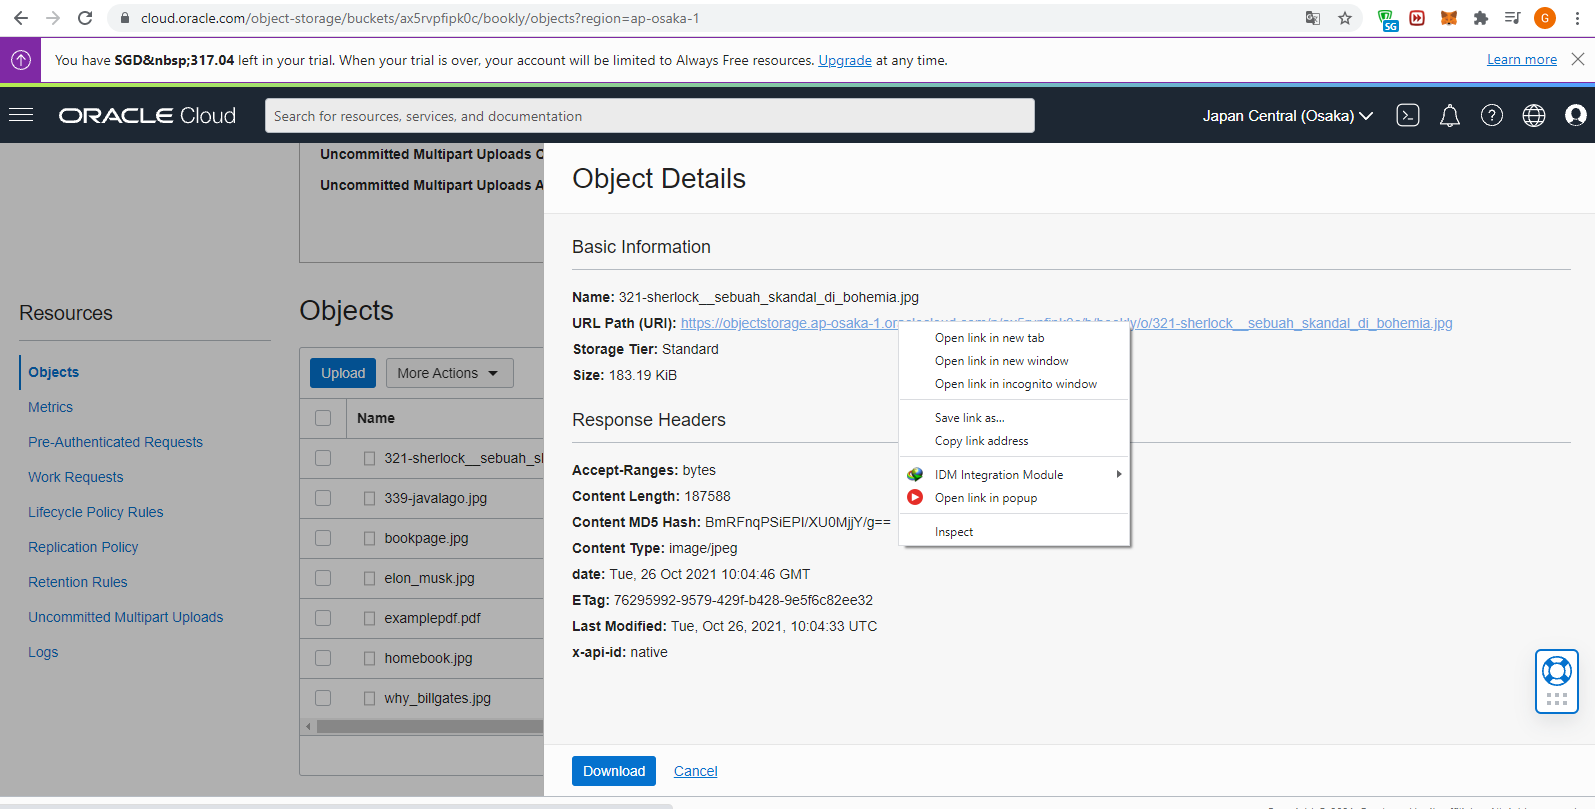 cloud.oracle.com/object-storage/buckets/ax5rvpfipk0c/bookly/objects?region=ap-osaka-1
SG
G
You have SGD&nbsp;317.04 left in your trial. When your trial is over, your account will be limited to Always Free resources. Upgrade at any time.
Learn more
ORACLE Cloud
Search for resources, services, and documentation
Japan Central (Osaka)
Uncommitted Multipart Uploads C
Uncommitted Multipart Uploads A
Resources
Objects
Metrics
Pre-Authenticated Requests
Work Requests
Lifecycle Policy Rules
Replication Policy
Retention Rules
Uncommitted Multipart Uploads
Logs
Objects
Upload
More Actions
Name
321-sherlock__sebuah_sl
339-javalago.jpg
bookpage.jpg
elon_musk.jpg
examplepdf.pdf
homebook.jpg
why_billgates.jpg
Object Details
Basic Information
Name: 321-sherlock__sebuah_skandal_di_bohemia.jpg
URL Path (URI): https://objectstorage.ap-osaka-1.oraclecloud.com/n/ax5rvpfipk0c/b/bookly/o/321-sherlock__sebuah_skandal_di_bohemia.jpg
Storage Tier: Standard
Size: 183.19 KiB
Response Headers
Accept-Ranges: bytes
Content Length: 187588
Content MD5 Hash: BmRFnqPSiEPI/XU0MjjY/g==
Content Type: image/jpeg
date: Tue, 26 Oct 2021 10:04:46 GMT
ETag: 76295992-9579-429f-b428-9e5f6c82ee32
Last Modified: Tue, Oct 26, 2021, 10:04:33 UTC
x-api-id: native
Open link in new tab
Open link in new window
Open link in incognito window
Save link as...
Copy link address
IDM Integration Module
Open link in popup
Inspect
Download
Cancel